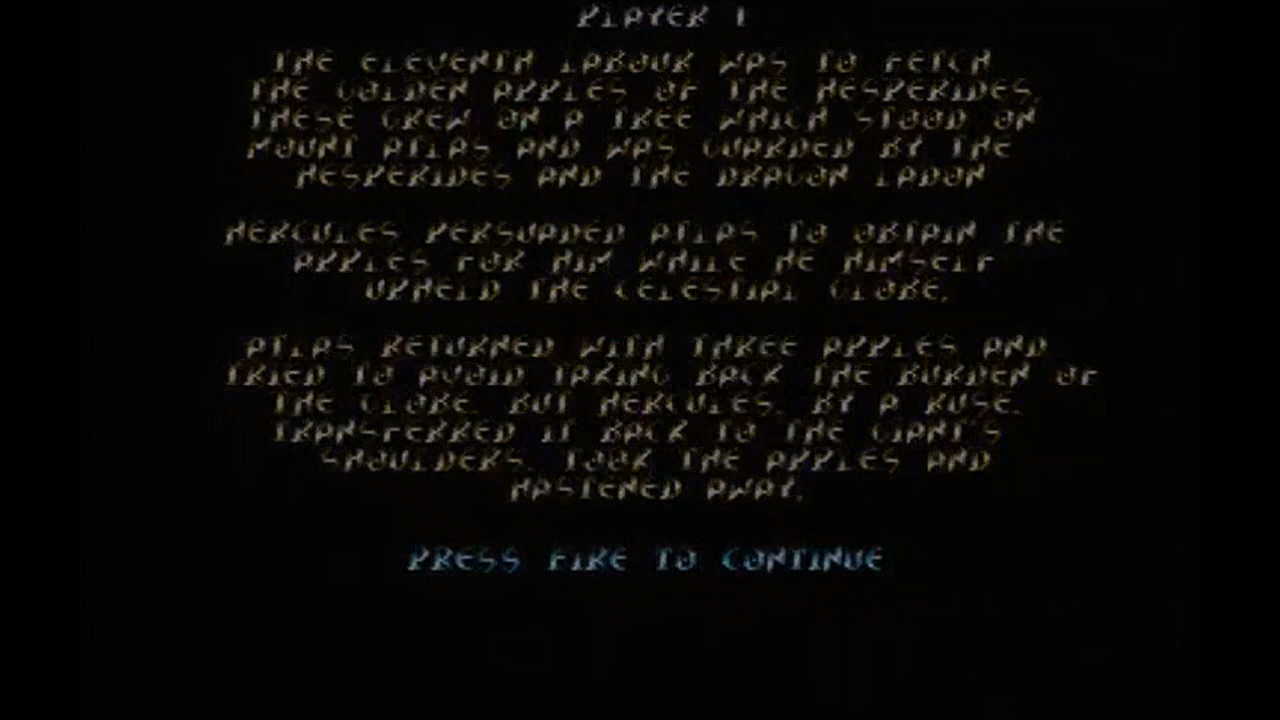 PLAYER 1
THE ELEVENTH LABOUR WAS TO FETCH
THE GOLDEN APPLES OF THE HESPERIDES.
THESE GREW ON A TREE WHICH STOOD ON
MOUNT ATLAS AND WAS GUARDED BY THE
HESPERIDES AND THE DRAGON LADON
HERCULES PERSUADED ATLAS TO OBTAIN THE
APPLES FOR HIM WHILE HE HIMSELF
UPHELD THE CELESTIAL GLOBE.
ATLAS RETURNED WITH THREE APPLES AND
TRIED TO AVOID TAKING BACK THE BURDEN OF
THE GLOBE. BUT HERCULES, BY A RUSE,
TRANSFERRED IT BACK TO THE GIANT'S
SHOULDERS, TOOK THE APPLES AND
HASTENED AWAY.
PRESS FIRE TO CONTINUE